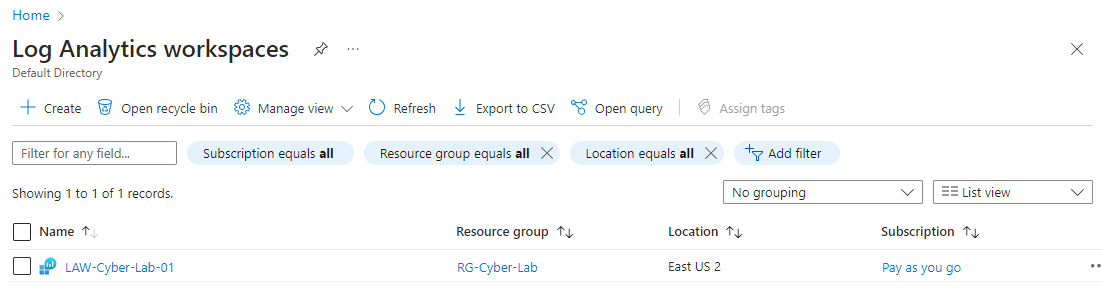 Home
Log Analytics workspaces
Default Directory
Create Open recycle bin Manage view Refresh Export to CSV Open query Assign tags
Filter for any field... Subscription equals all Resource group equals all Location equals all Add filter
Showing 1 to 1 of 1 records. No grouping List view
Name Resource group Location Subscription
LAW-Cyber-Lab-01 RG-Cyber-Lab East US 2 Pay as you go